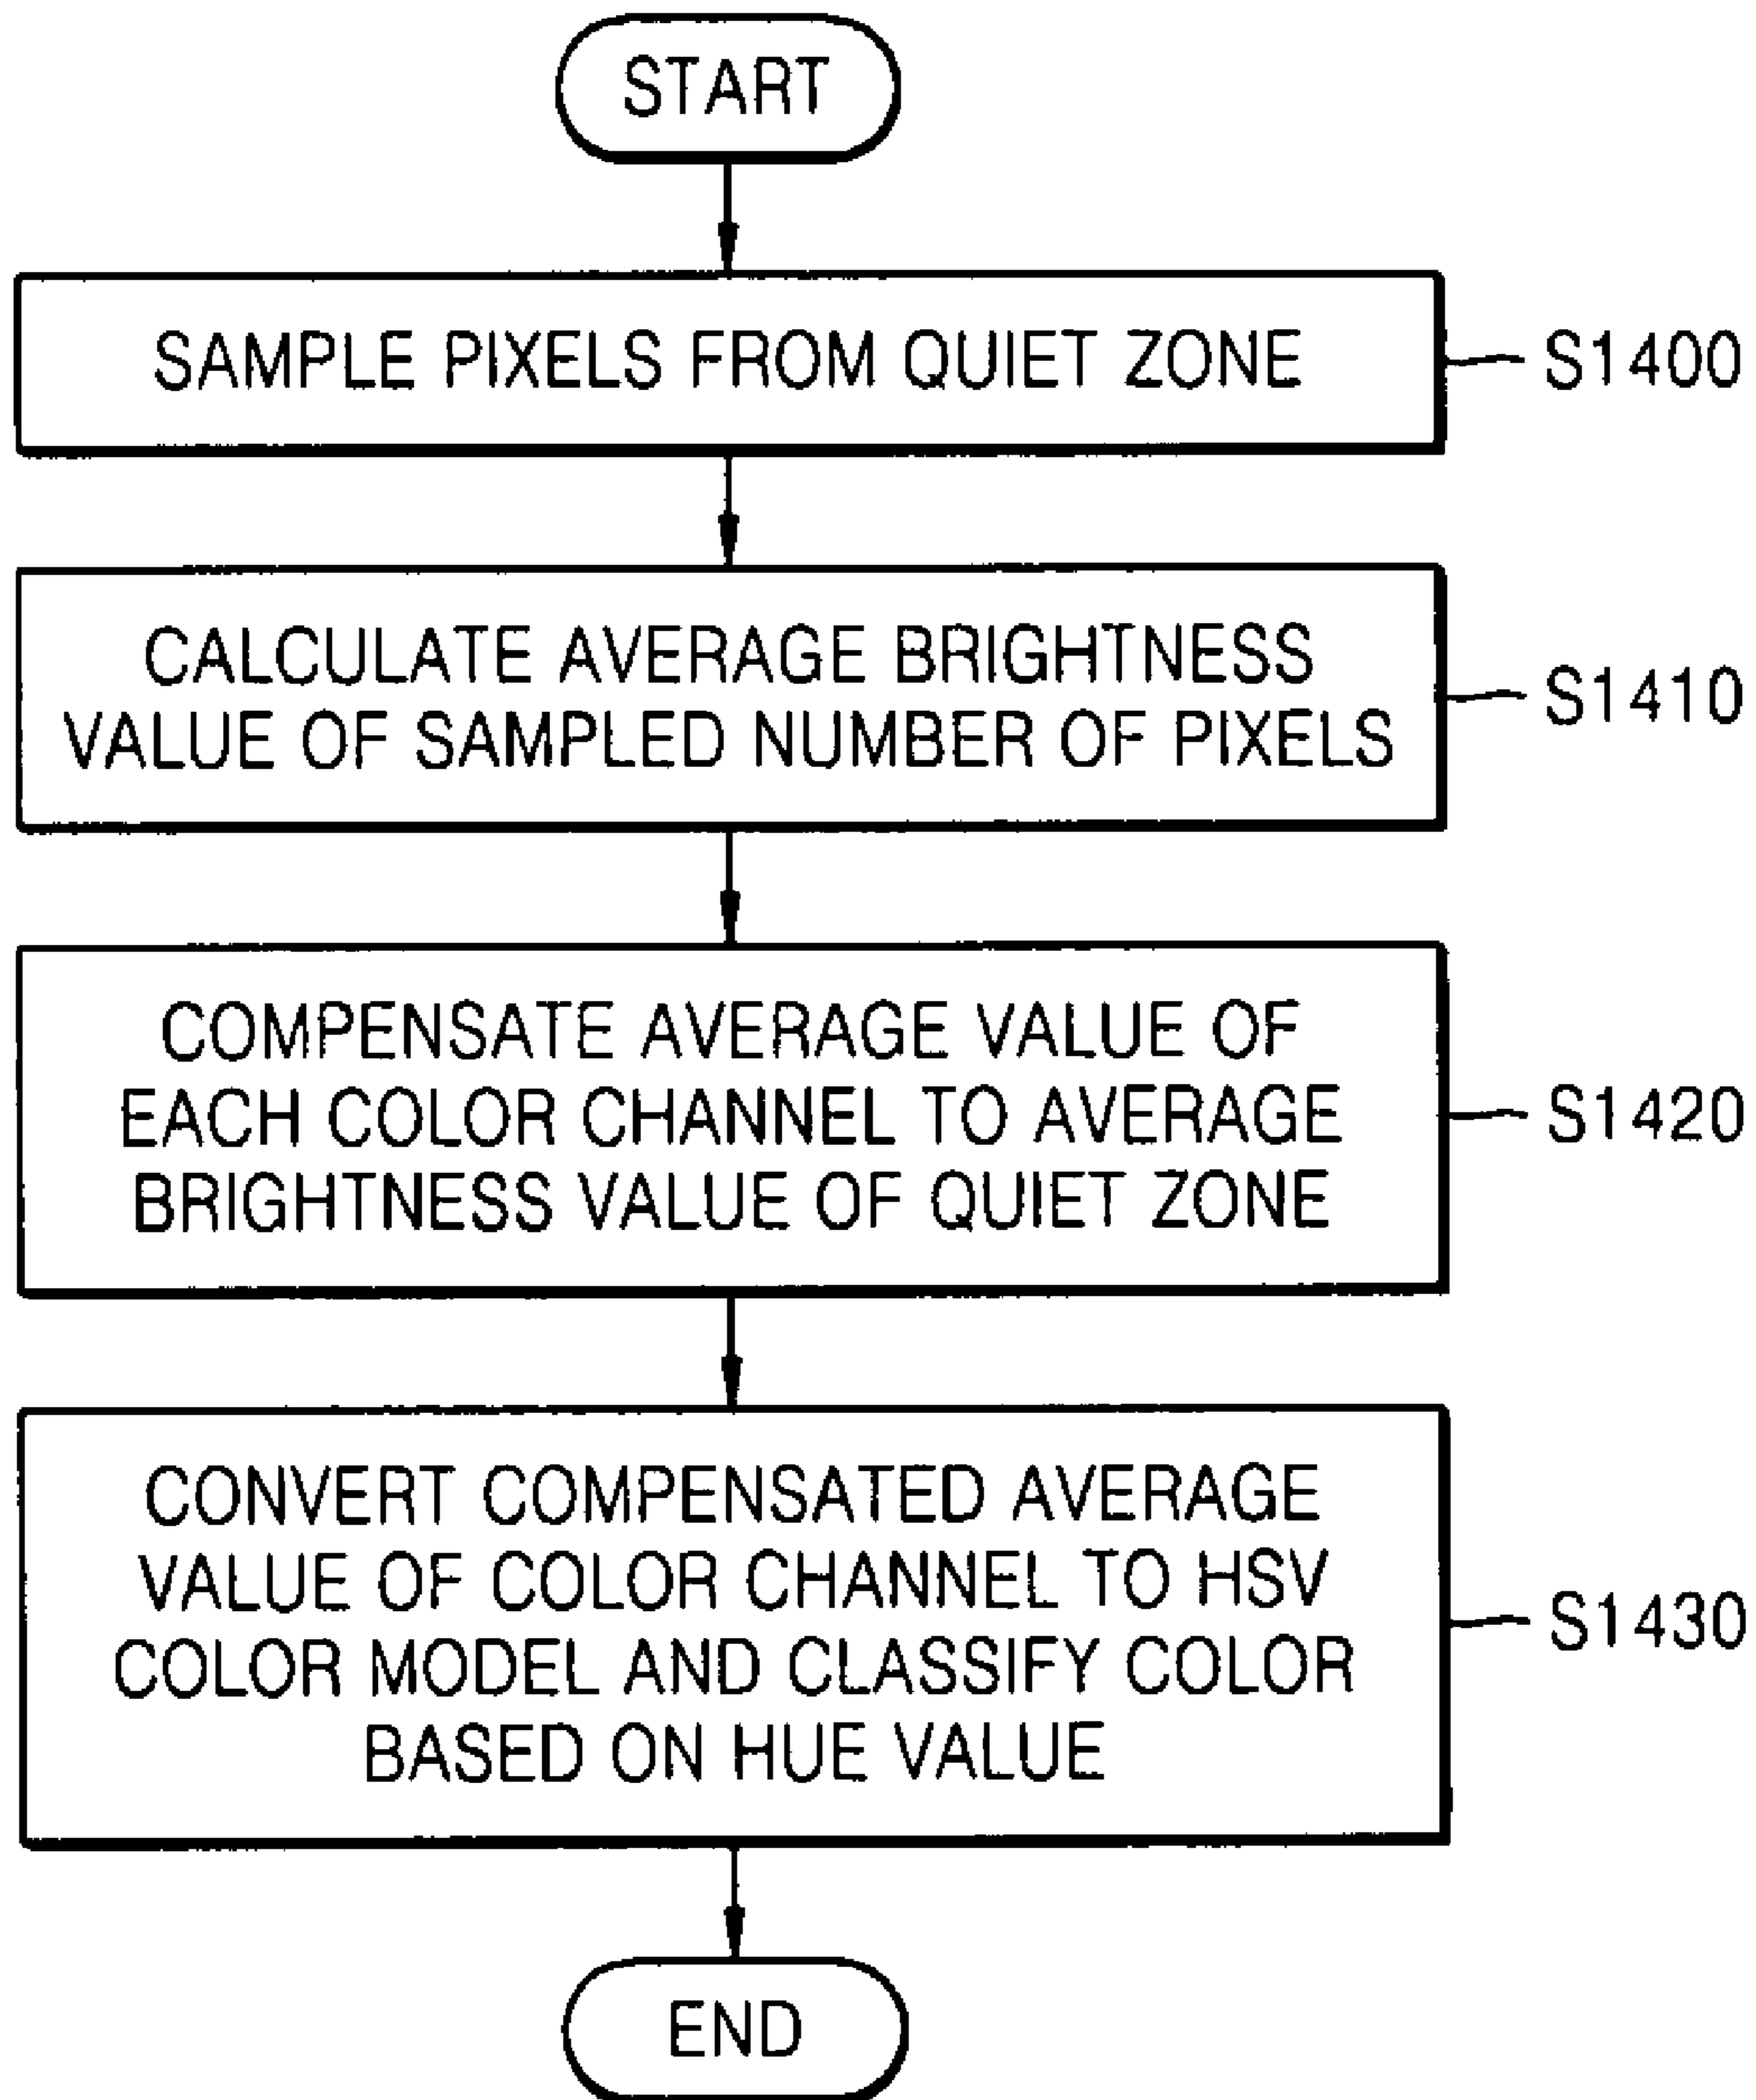 START
SAMPLE PIXELS FROM QUIET ZONE
S1400
CALCULATE AVERAGE BRIGHTNESS
VALUE OF SAMPLED NUMBER OF PIXELS
S1410
COMPENSATE AVERAGE VALUE OF
EACH COLOR CHANNEL TO AVERAGE
BRIGHTNESS VALUE OF QUIET ZONE
S1420
CONVERT COMPENSATED AVERAGE
VALUE OF COLOR CHANNEL TO HSV
COLOR MODEL AND CLASSIFY COLOR
BASED ON HUE VALUE
S1430
END